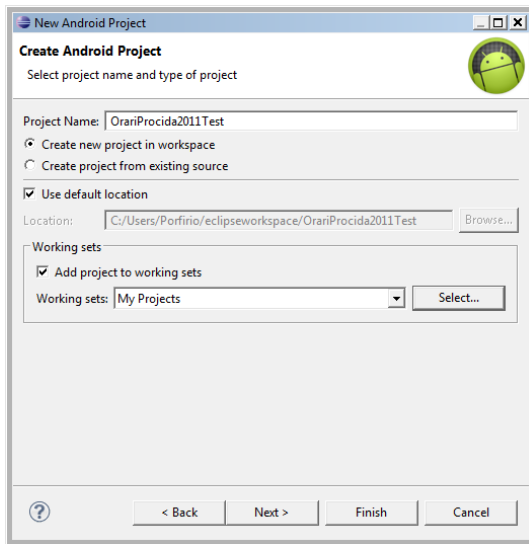 New Android Project
Create Android Project
Select project name and type of project
Project Name: OrariProcida2011Test
Create new project in workspace
Create project from existing source
Use default location
Location: C:/Users/Porfirio/eclipseworkspace/OrariProcida2011Test Browse...
Working sets
Add project to working sets
Working sets: My Projects Select...
? < Back Next > Finish Cancel